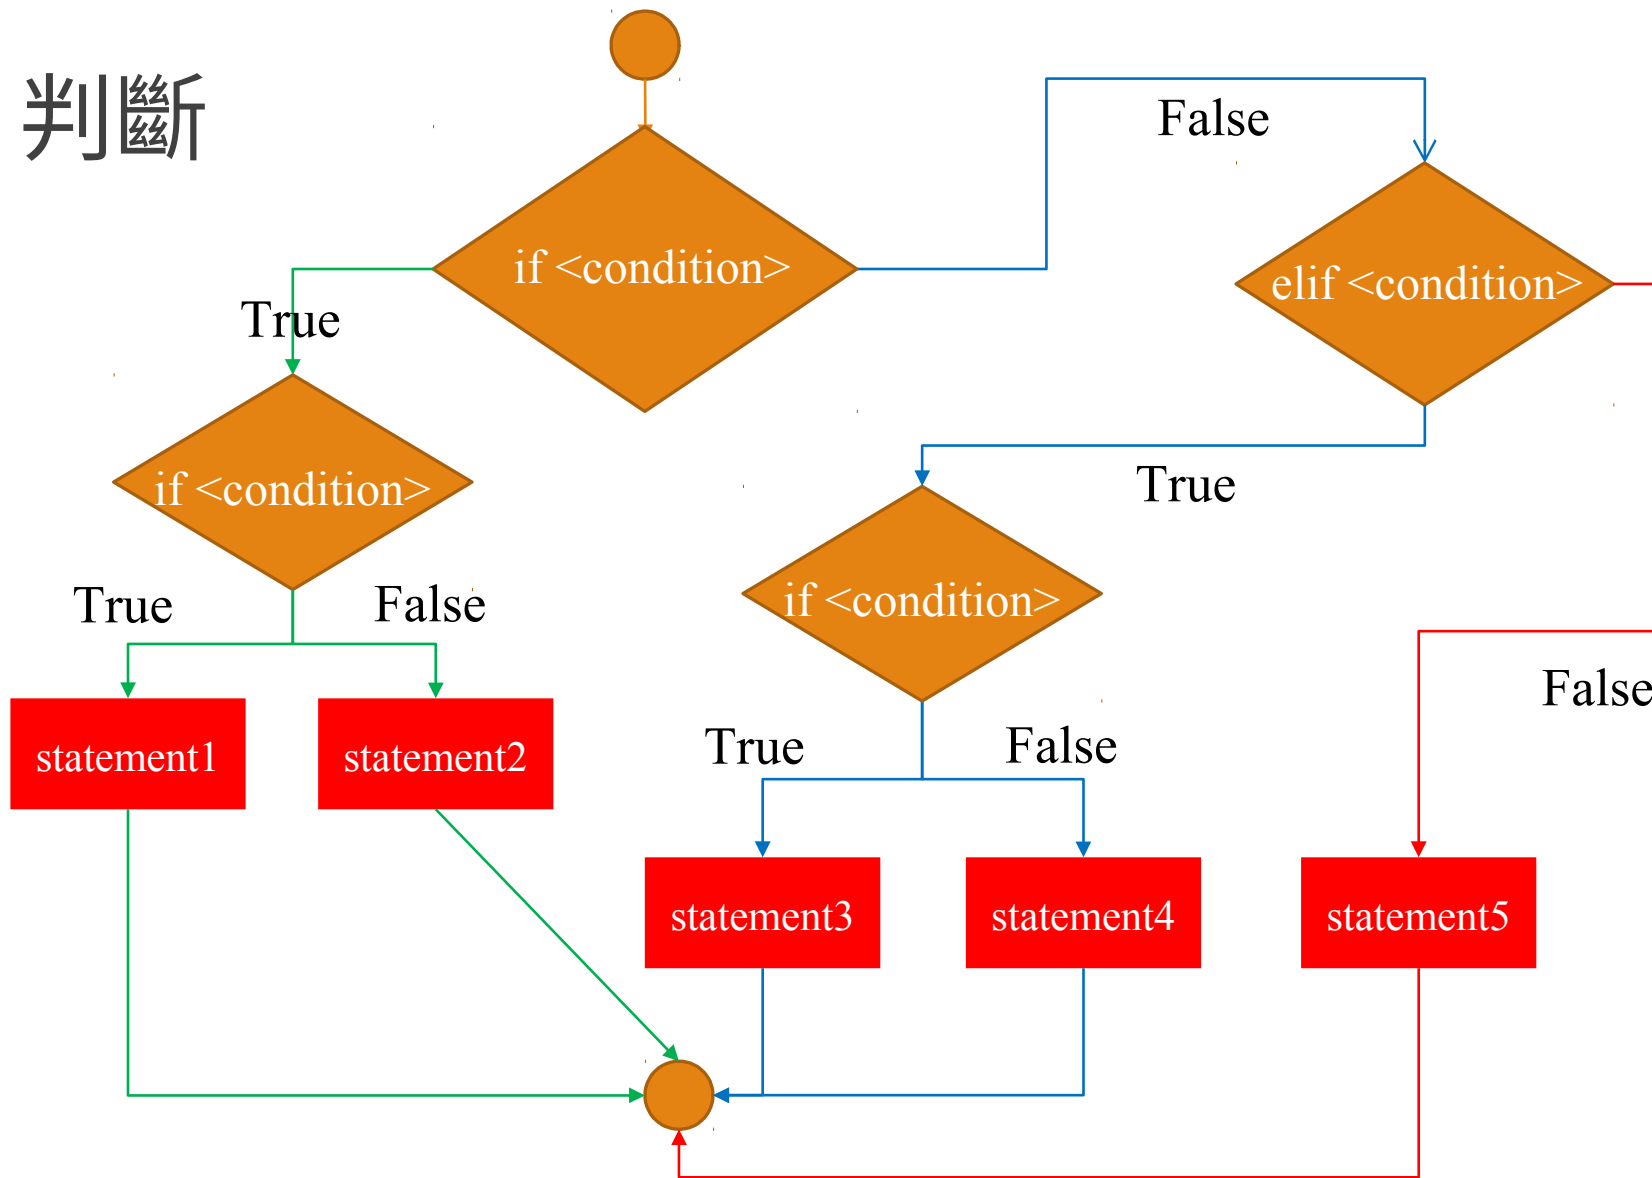 判斷
False
if <condition>
elif <condition>
True
if <condition>
True
if <condition>
True
False
False
statement1
statement2
True
False
statement3
statement4
statement5